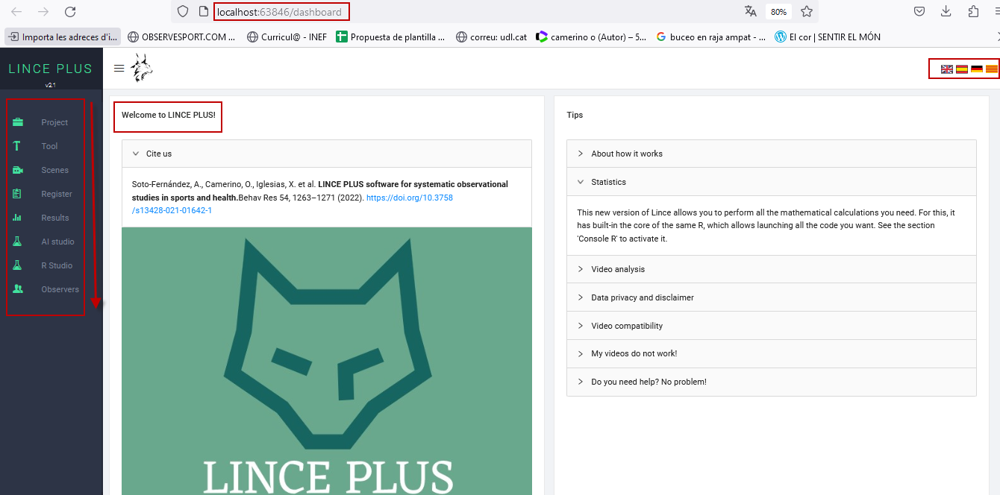 localhost:63846/dashboard
80%
Importa les adreces d'i...
OBSERVESPORT.COM ...
Curricul@ - INEF
Propuesta de plantilla ...
correu: udl.cat
camerino o (Autor) – 5...
buceo en raja ampat - ...
El cor | SENTIR EL MÓN
LINCE PLUS
v2.1
Project
Tool
Scenes
Register
Results
AI studio
R Studio
Observers
Welcome to LINCE PLUS!
Cite us
Soto-Fernández, A., Camerino, O., Iglesias, X. et al. LINCE PLUS software for systematic observational
studies in sports and health.Behav Res 54, 1263–1271 (2022). https://doi.org/10.3758
/s13428-021-01642-1
LINCE PLUS
Tips
About how it works
Statistics
This new version of Lince allows you to perform all the mathematical calculations you need. For this, it
has built-in the core of the same R, which allows launching all the code you want. See the section
'Console R' to activate it.
Video analysis
Data privacy and disclaimer
Video compatibility
My videos do not work!
Do you need help? No problem!